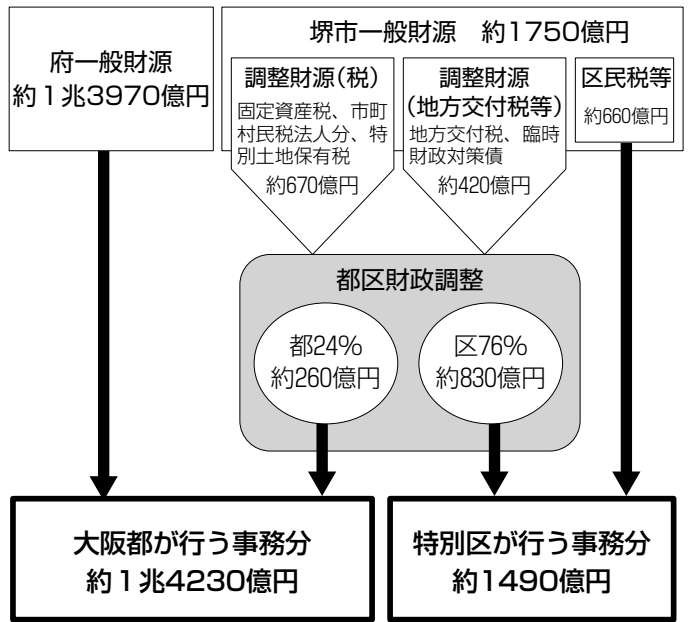 府一般財源
約1兆3970億円
堺市一般財源　約1750億円
調整財源(税)
固定資産税、市町
村民税法人分、特
別土地保有税
約670億円
調整財源
(地方交付税等)
地方交付税、臨時
財政対策債
約420億円
区民税等
約660億円
都区財政調整
都24%
約260億円
区76%
約830億円
大阪都が行う事務分
約1兆4230億円
特別区が行う事務分
約1490億円